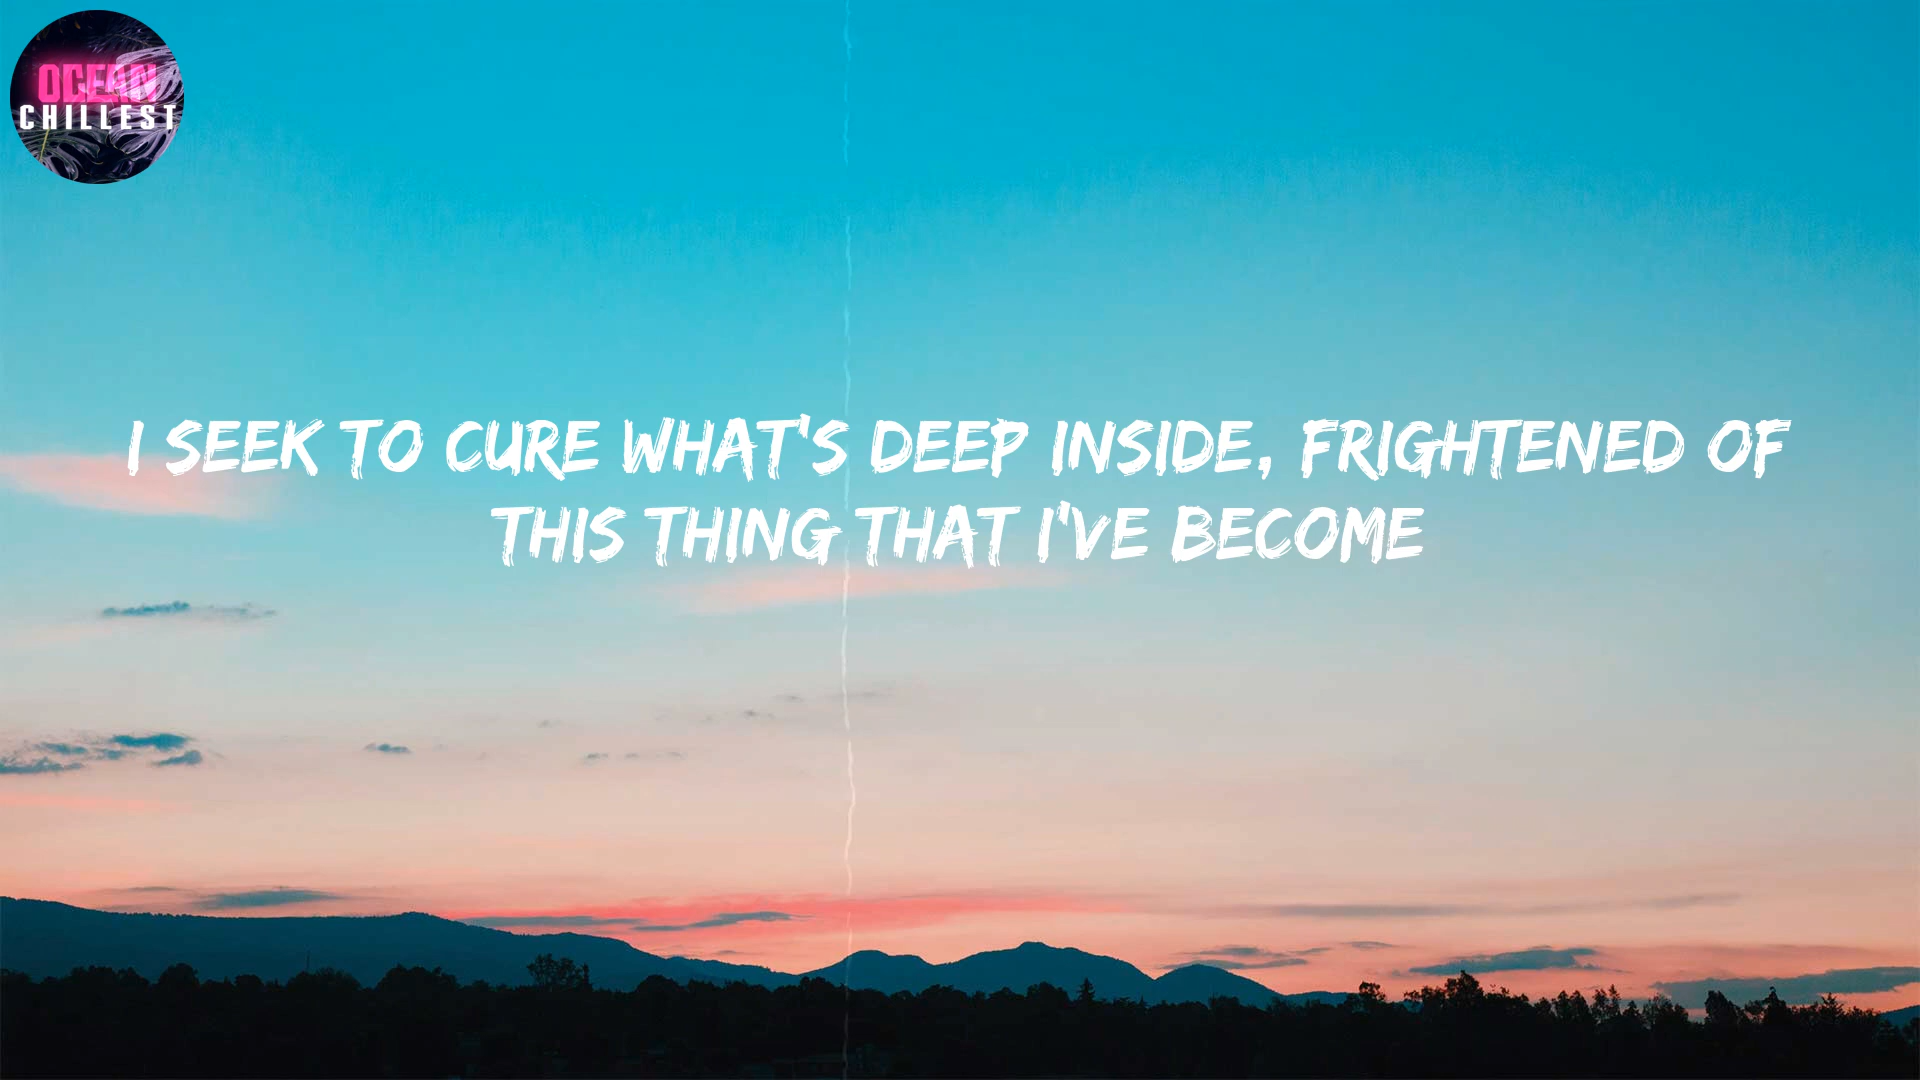 OCEAN
CHILLEST
I SEEK TO CURE WHAT'S DEEP INSIDE, FRIGHTENED OF
THIS THING THAT I'VE BECOME